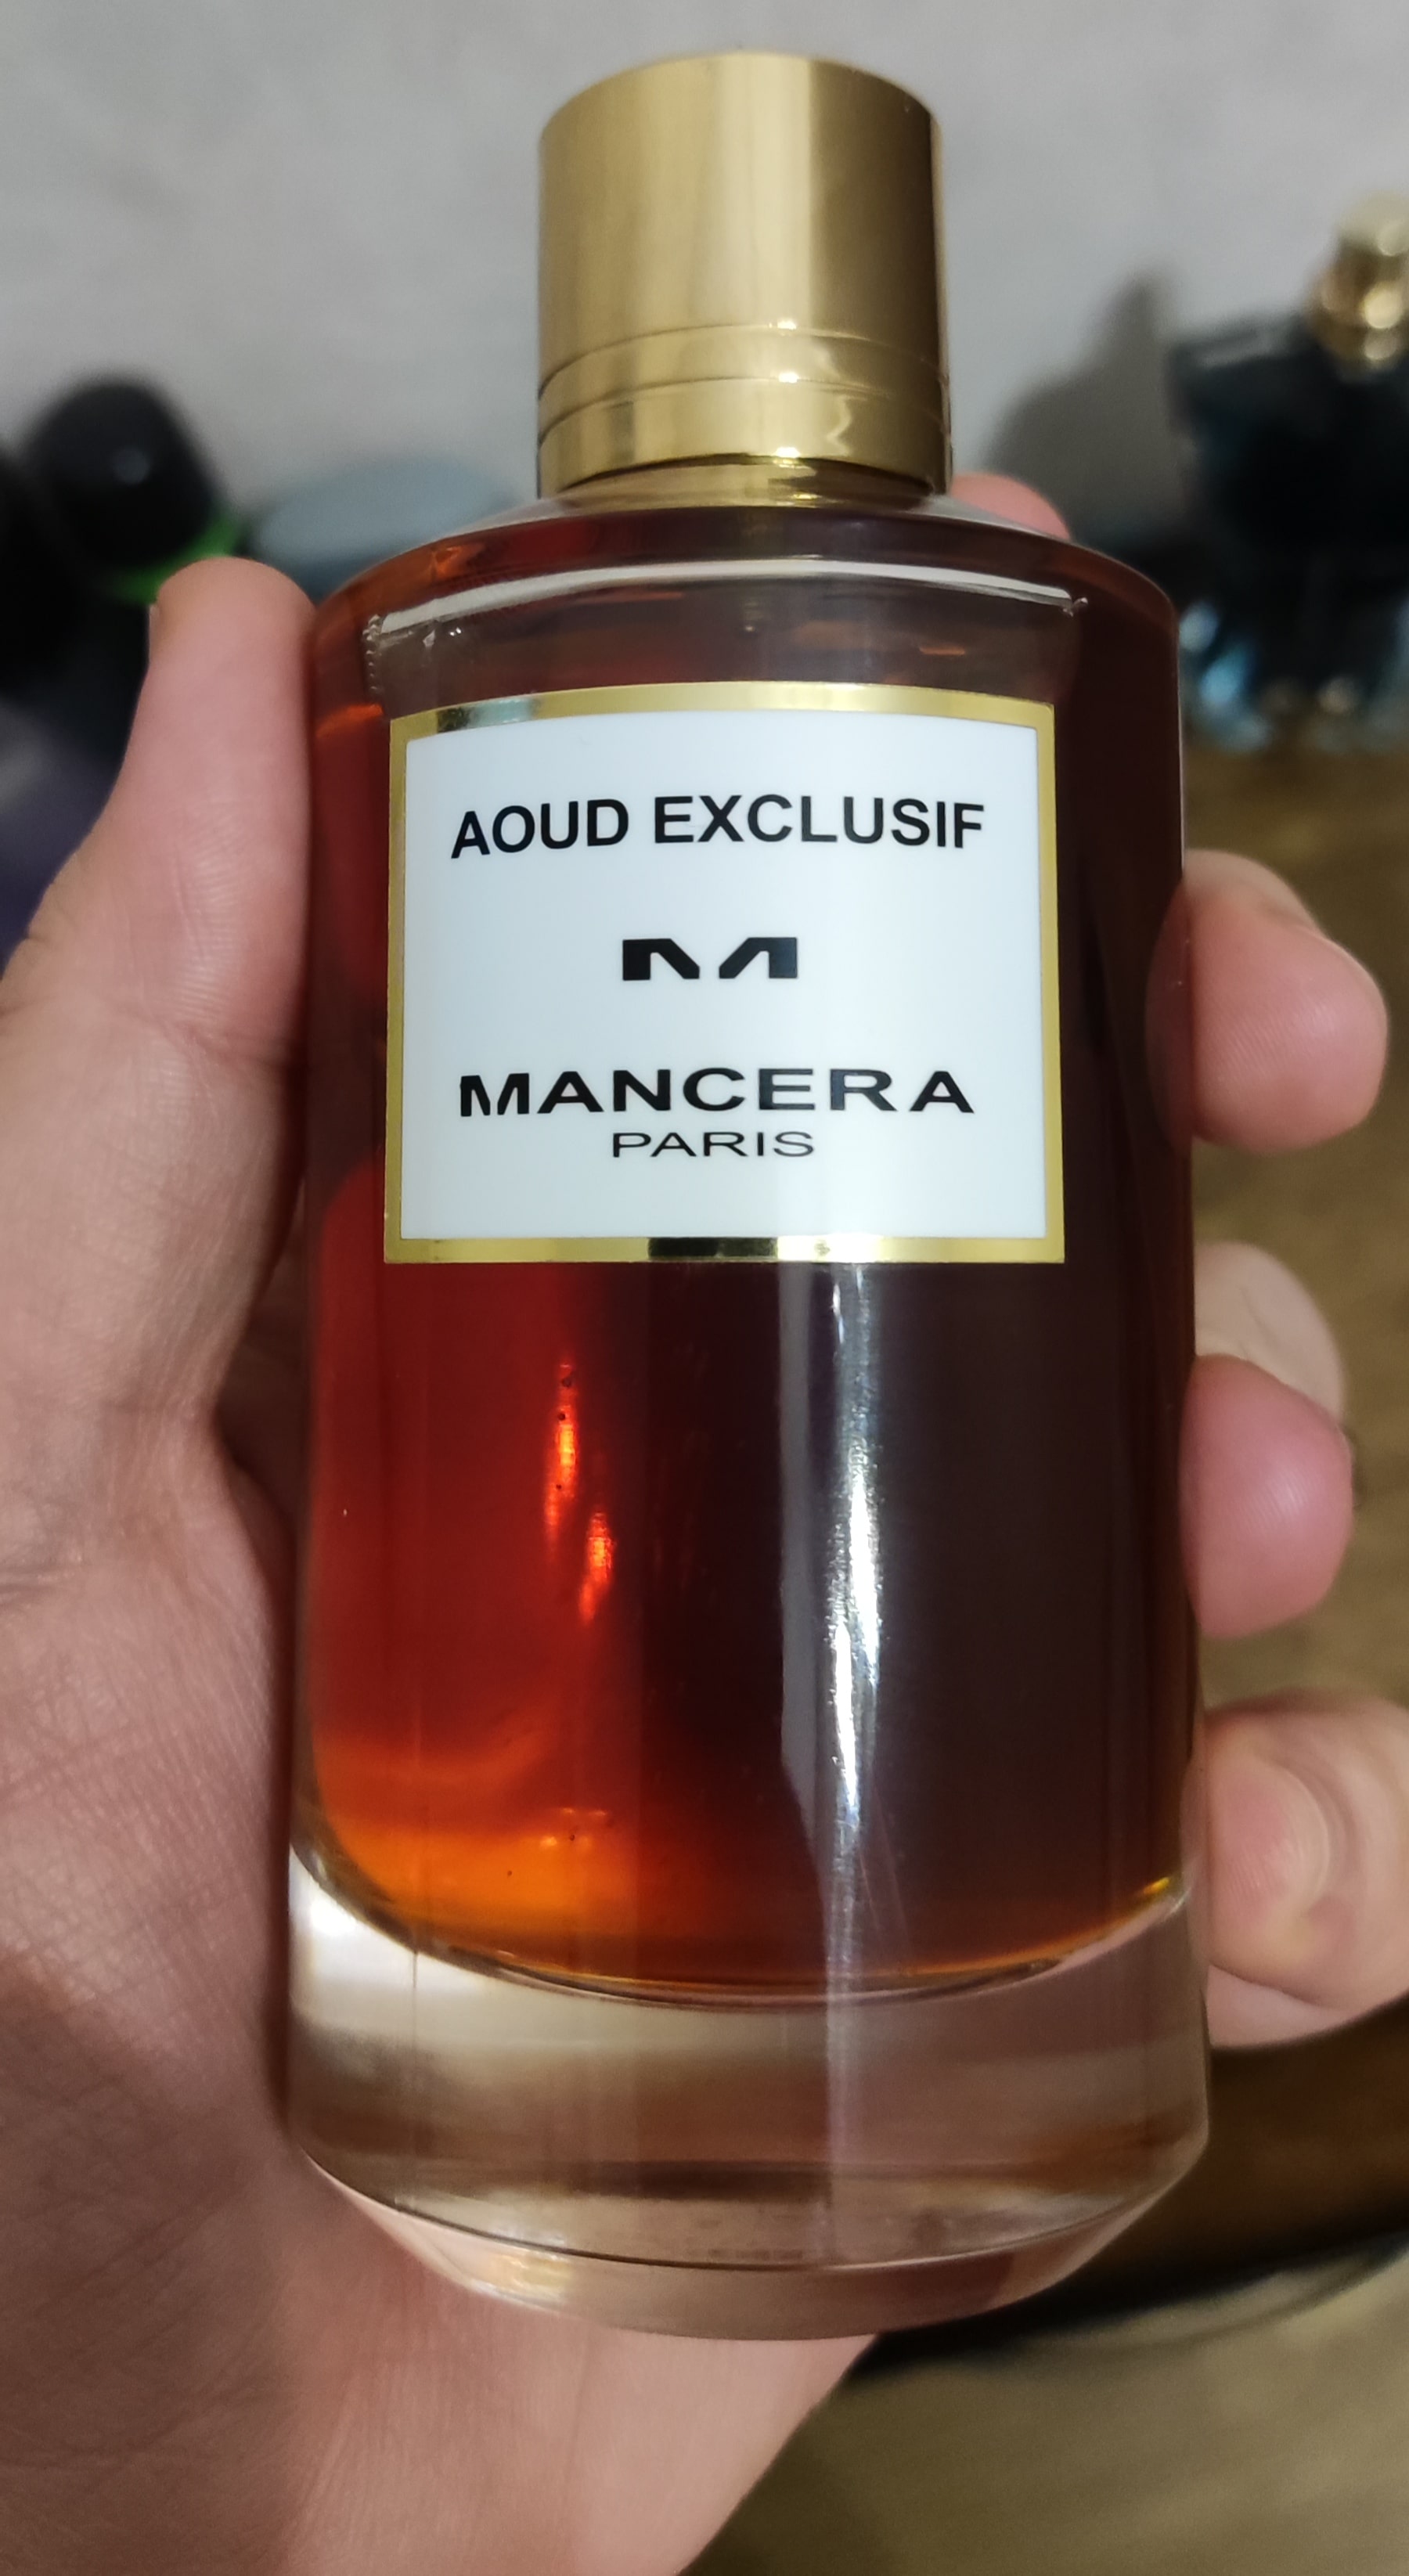 AOUD EXCLUSIF
M
MANCERA
PARIS